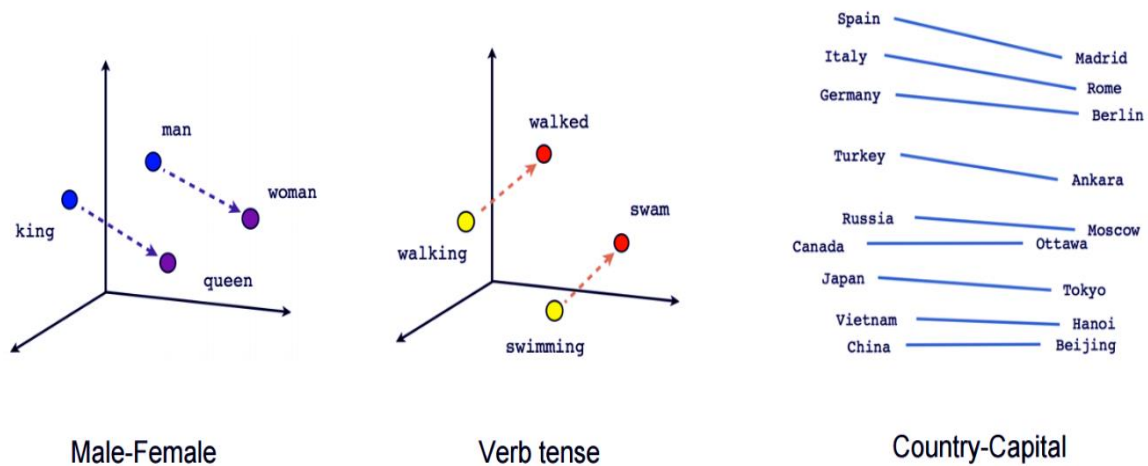 man
woman
king
queen
Male-Female
walked
swam
walking
swimming
Verb tense
Spain
Madrid
Italy
Rome
Germany
Berlin
Turkey
Ankara
Russia
Moscow
Canada
Ottawa
Japan
Tokyo
Vietnam
Hanoi
China
Beijing
Country-Capital